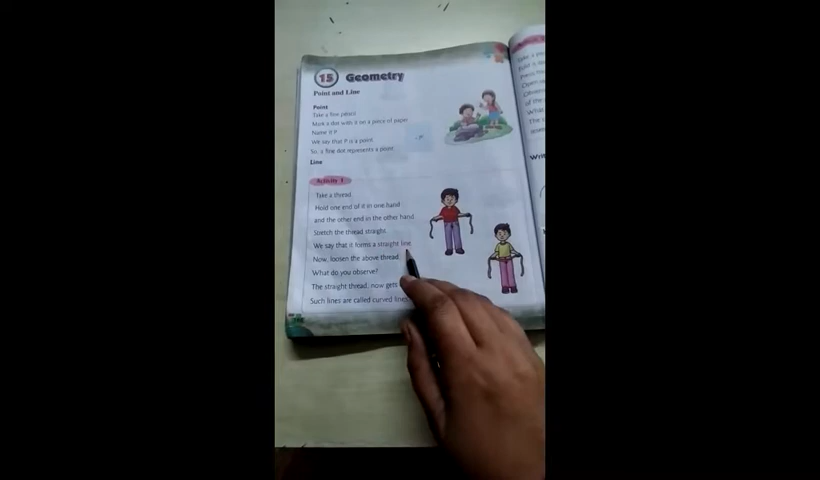 15 Geometry
Point and Line
Point
Take a fine pencil
Mark a dot with it on a piece of paper
Name it P
We say that P is a point
So, a fine dot represents a point
Line
Activity 1
Take a thread
Hold one end of it in one hand
and the other end in the other hand
Stretch the thread straight
We say that it forms a straight line
Now, loosen the above thread
What do you observe?
The straight thread, now gets
Such lines are called curved lines